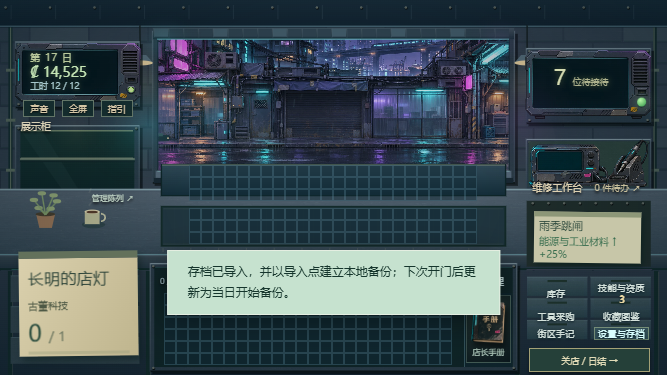 第 17 日
₡ 14,525
工时 12 / 12
声音
全屏
指引
展示柜
7 位待接待
维修工作台 0 件待办 ↗
管理陈列 ↗
雨季跳闸
能源与工业材料↑
+25%
长明的店灯
古董科技
0 / 1
存档已导入，并以导入点建立本地备份；下次开门后更
新为当日开始备份。
手册
店长手册
库存
技能与资质
3
工具采购
收藏图鉴
街区手记
设置与存档
关店 / 日结 →